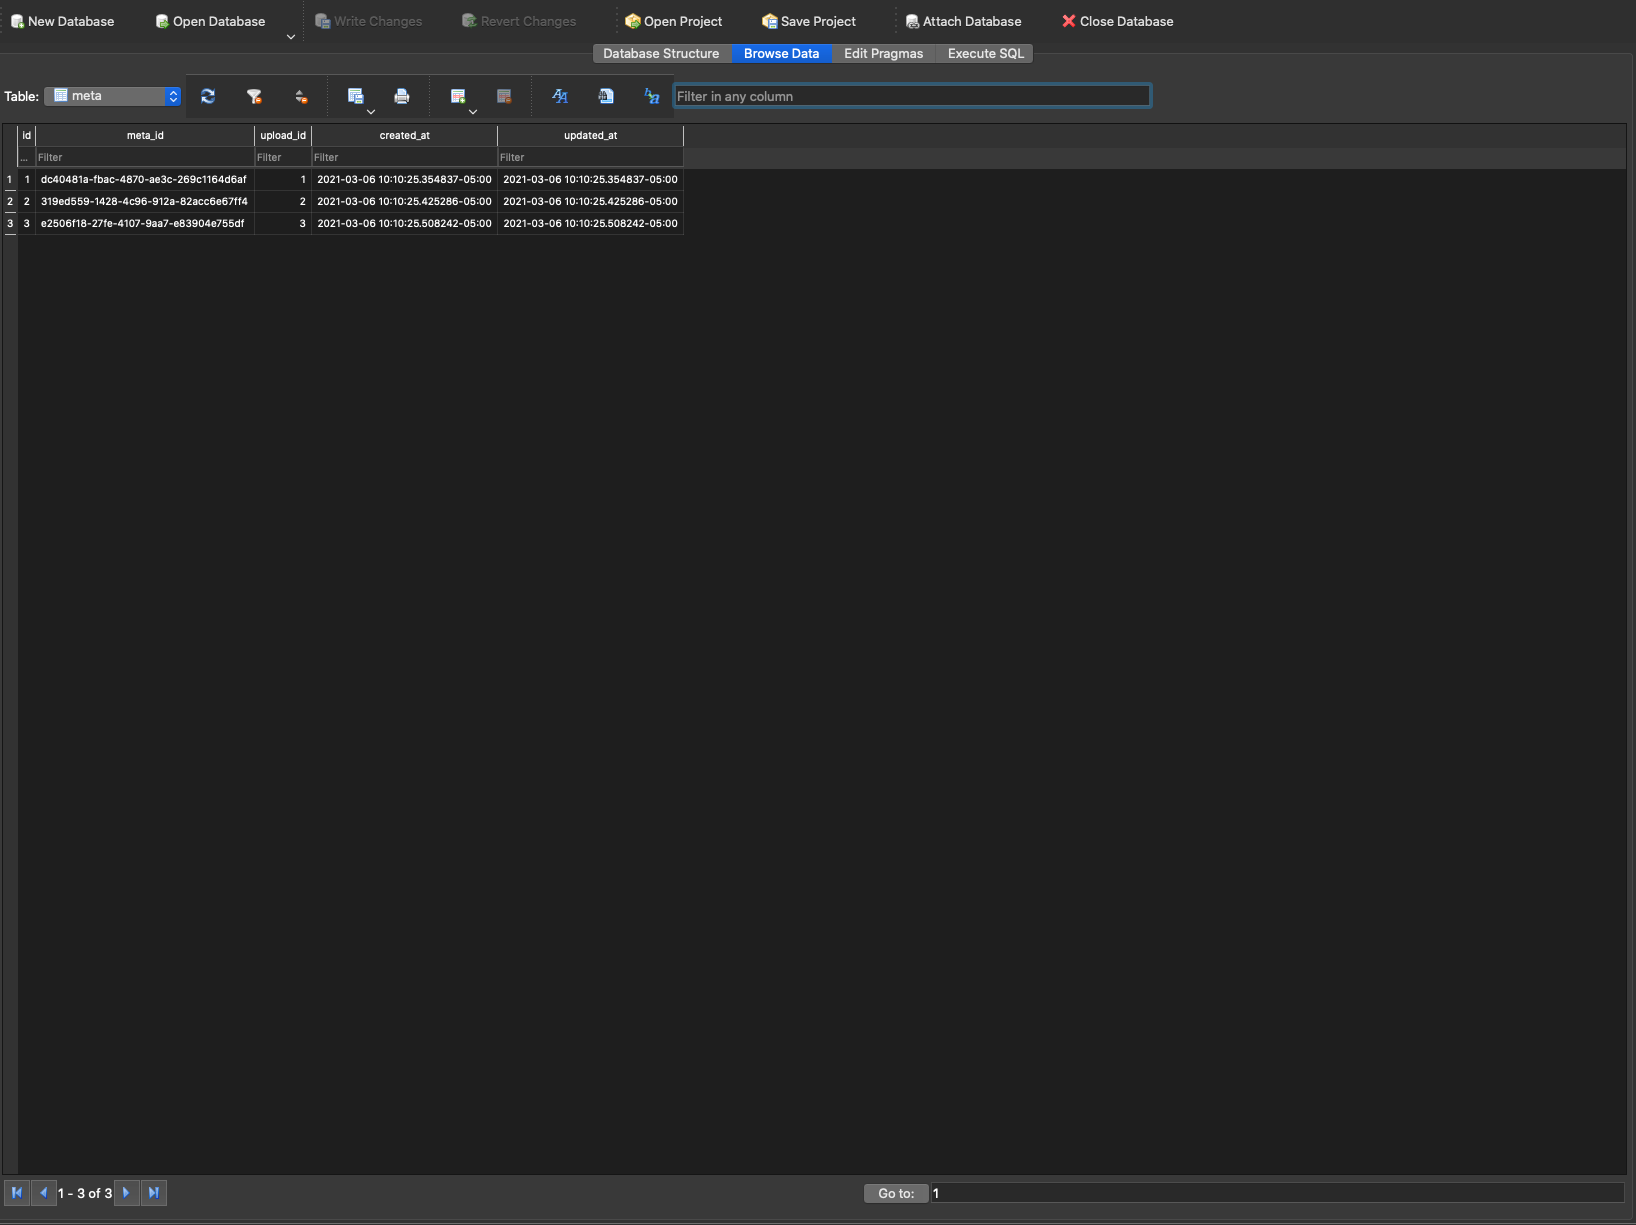 New Database Open Database Write Changes Revert Changes Open Project Save Project Attach Database Close Database
Database Structure Browse Data Edit Pragmas Execute SQL
Table: meta Filter in any column
id meta_id upload_id created_at updated_at
... Filter Filter Filter Filter
1 1 dc40481a-fbac-4870-ae3c-269c1164d6af 1 2021-03-06 10:10:25.354837-05:00 2021-03-06 10:10:25.354837-05:00
2 2 319ed559-1428-4c96-912a-82acc6e67ff4 2 2021-03-06 10:10:25.425286-05:00 2021-03-06 10:10:25.425286-05:00
3 3 e2506f18-27fe-4107-9aa7-e83904e755df 3 2021-03-06 10:10:25.508242-05:00 2021-03-06 10:10:25.508242-05:00
1 - 3 of 3 Go to: 1